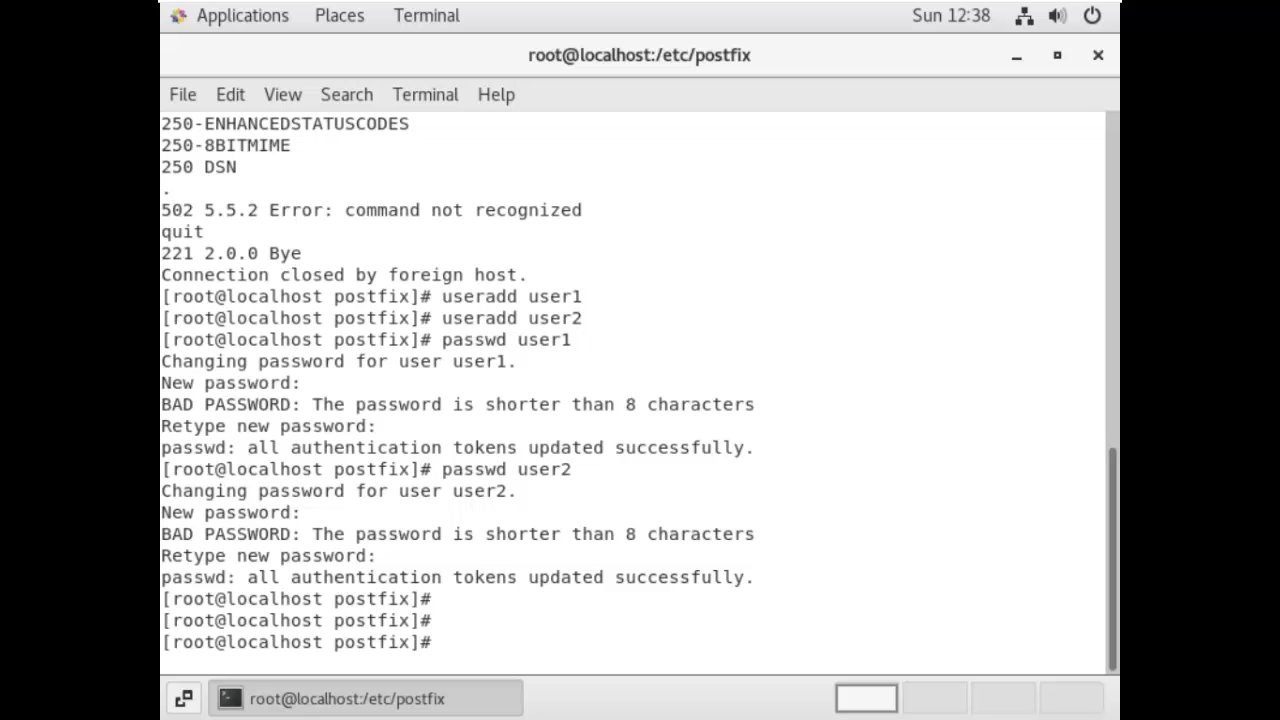 Applications Places Terminal Sun 12:38
root@localhost:/etc/postfix
File Edit View Search Terminal Help
250-ENHANCEDSTATUSCODES
250-8BITMIME
250 DSN
.
502 5.5.2 Error: command not recognized
quit
221 2.0.0 Bye
Connection closed by foreign host.
[root@localhost postfix]# useradd user1
[root@localhost postfix]# useradd user2
[root@localhost postfix]# passwd user1
Changing password for user user1.
New password:
BAD PASSWORD: The password is shorter than 8 characters
Retype new password:
passwd: all authentication tokens updated successfully.
[root@localhost postfix]# passwd user2
Changing password for user user2.
New password:
BAD PASSWORD: The password is shorter than 8 characters
Retype new password:
passwd: all authentication tokens updated successfully.
[root@localhost postfix]#
[root@localhost postfix]#
[root@localhost postfix]#
root@localhost:/etc/postfix